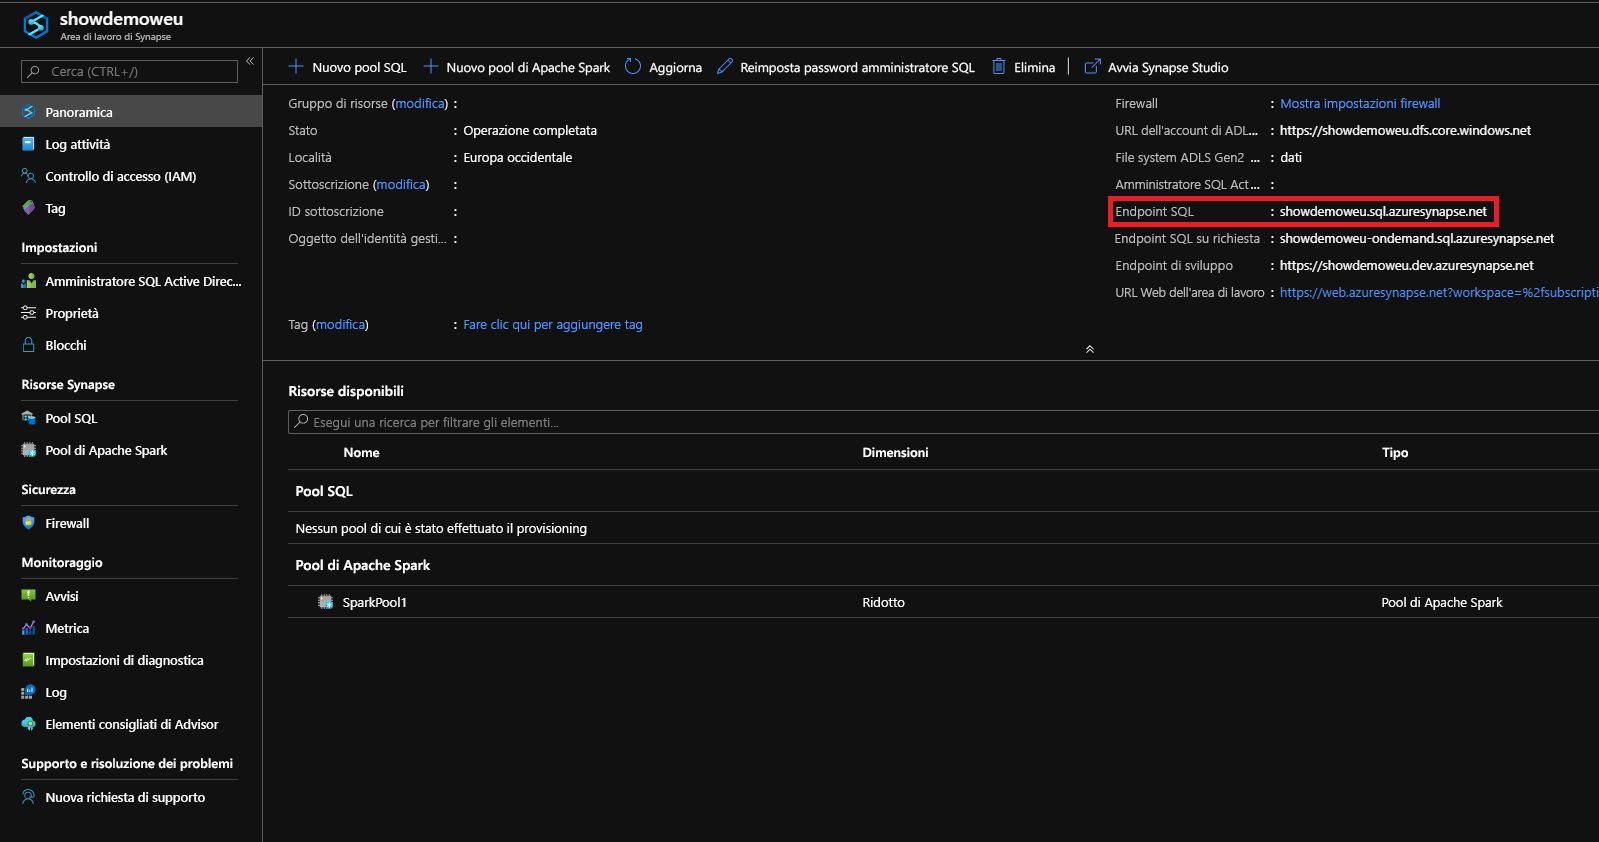 showdemoweu
Area di lavoro di Synapse
Cerca (CTRL+/)
«
Panoramica
Log attività
Controllo di accesso (IAM)
Tag
Impostazioni
Amministratore SQL Active Direc...
Proprietà
Blocchi
Risorse Synapse
Pool SQL
Pool di Apache Spark
Sicurezza
Firewall
Monitoraggio
Avvisi
Metrica
Impostazioni di diagnostica
Log
Elementi consigliati di Advisor
Supporto e risoluzione dei problemi
Nuova richiesta di supporto
Nuovo pool SQL Nuovo pool di Apache Spark Aggiorna Reimposta password amministratore SQL Elimina Avvia Synapse Studio
Gruppo di risorse (modifica) :
Stato : Operazione completata
Località : Europa occidentale
Sottoscrizione (modifica) :
ID sottoscrizione :
Oggetto dell'identità gesti... :
Tag (modifica) : Fare clic qui per aggiungere tag
Firewall : Mostra impostazioni firewall
URL dell'account di ADL... : https://showdemoweu.dfs.core.windows.net
File system ADLS Gen2 ... : dati
Amministratore SQL Act... :
Endpoint SQL : showdemoweu.sql.azuresynapse.net
Endpoint SQL su richiesta : showdemoweu-ondemand.sql.azuresynapse.net
Endpoint di sviluppo : https://showdemoweu.dev.azuresynapse.net
URL Web dell'area di lavoro : https://web.azuresynapse.net?workspace=%2fsubscripti
Risorse disponibili
Esegui una ricerca per filtrare gli elementi...
Nome Dimensioni Tipo
Pool SQL
Nessun pool di cui è stato effettuato il provisioning
Pool di Apache Spark
SparkPool1 Ridotto Pool di Apache Spark